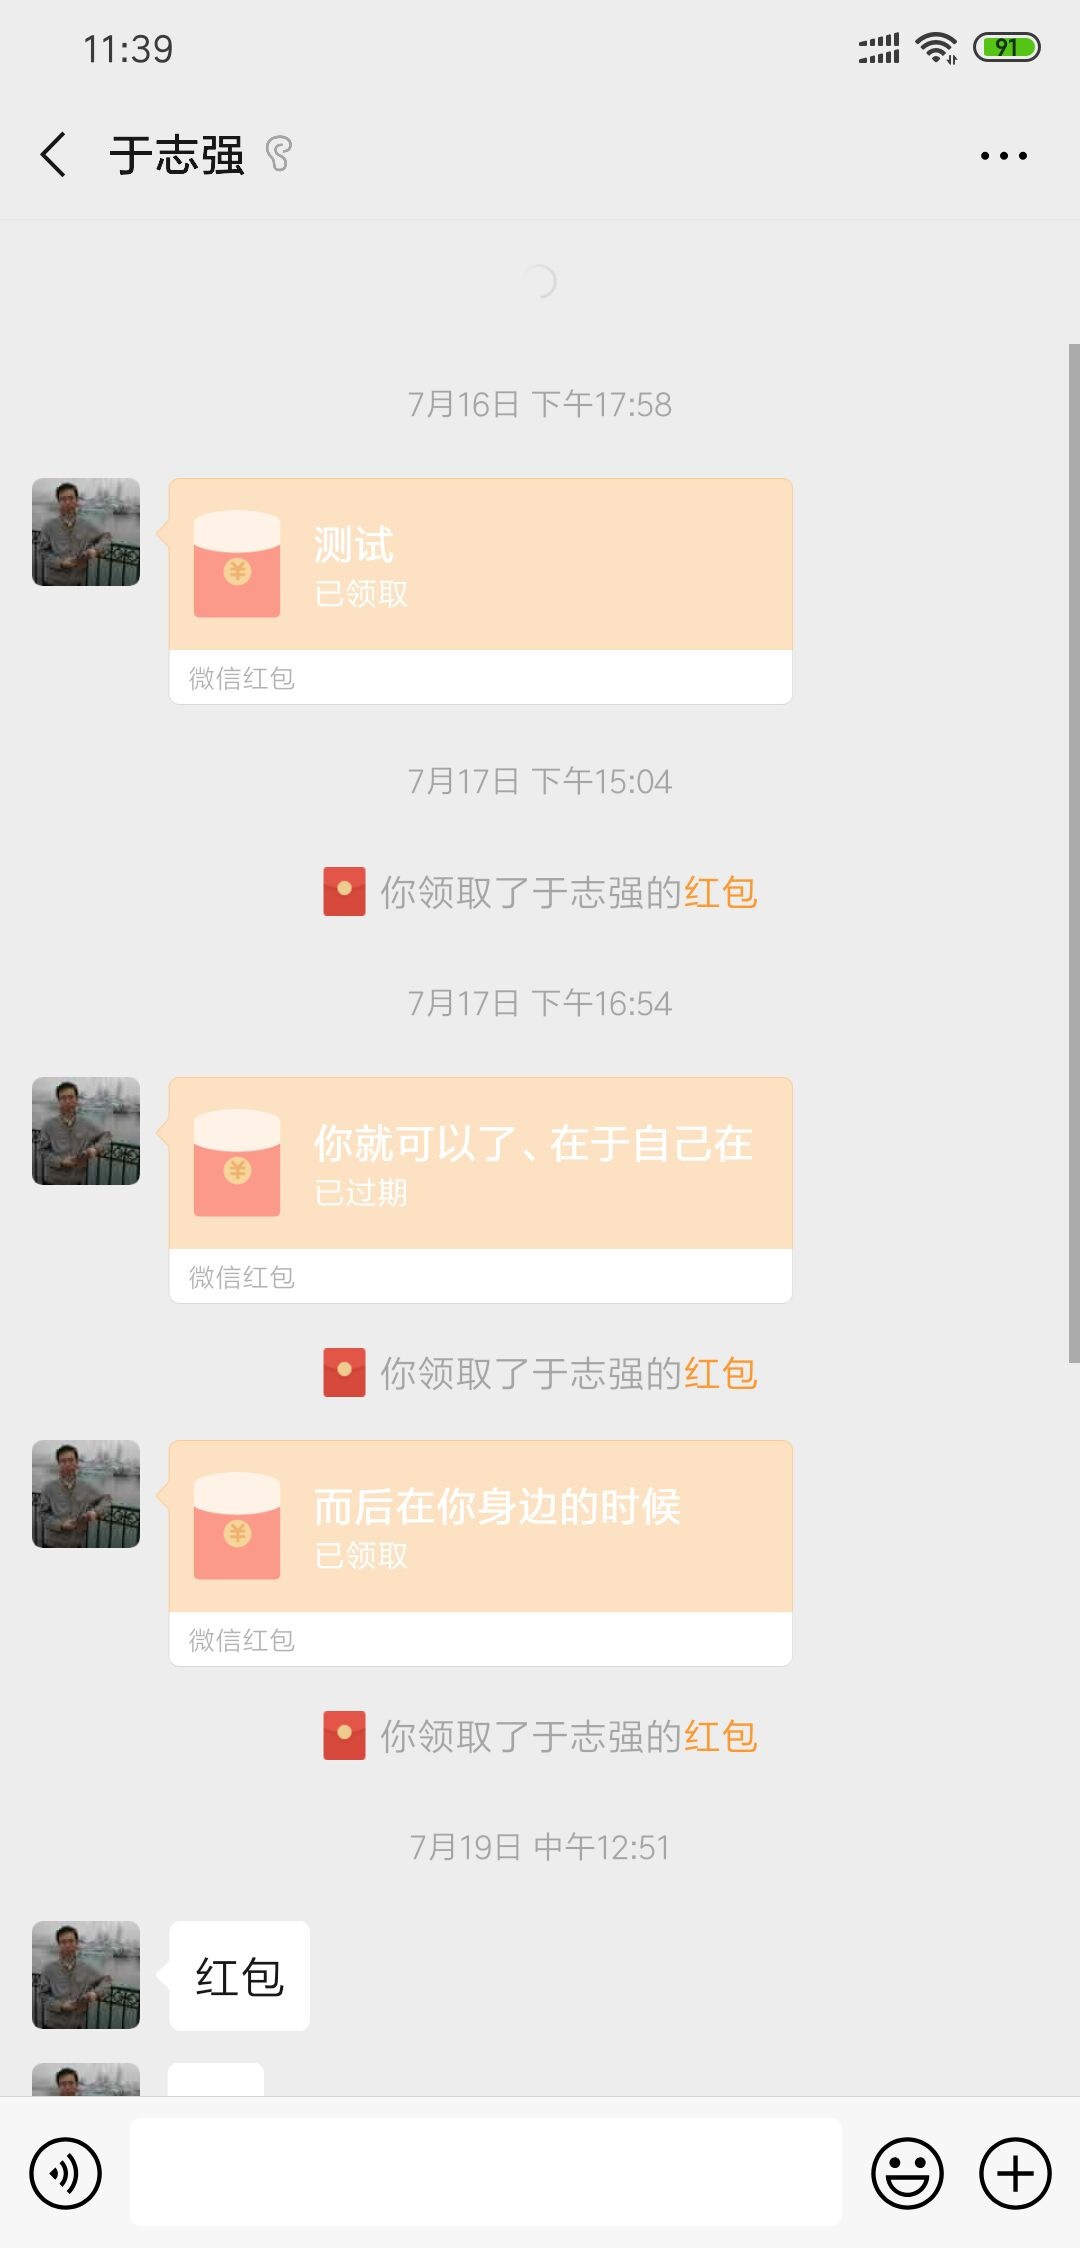 11:39
91
于志强
7月16日 下午17:58
测试
已领取
微信红包
7月17日 下午15:04
你领取了于志强的红包
7月17日 下午16:54
你就可以了、在于自己在
已过期
微信红包
你领取了于志强的红包
而后在你身边的时候
已领取
微信红包
你领取了于志强的红包
7月19日 中午12:51
红包